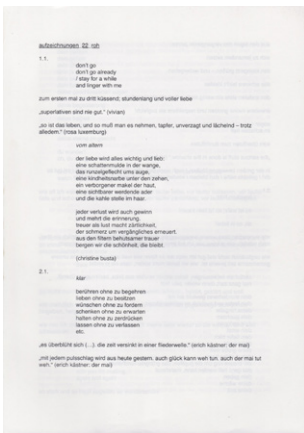 aufzeichnungen_22_roh
1.1.
don't go
don't go already
/ stay for a while
and linger with me
zum ersten mal zu dritt küssend; stundenlang und voller liebe
„superlativen sind nie gut.“ (vivian)
„so ist das leben, und so muß man es nehmen, tapfer, unverzagt und lächelnd – trotz
alledem.“ (rosa luxemburg)
vom altern
der liebe wird alles wichtig und lieb:
eine schattenmulde in der wange,
das runzelgeflecht ums auge,
eine kindheitsnarbe unter den zehen,
ein verborgener makel der haut,
eine sichtbarer werdende ader
und die kahle stelle im haar.
jeder verlust wird auch gewinn
und mehrt die erinnerung,
treuer als lust macht zärtlichkeit,
der schmerz um vergängliches erneuert.
aus den filtern behutsamer trauer
bergen wir die schönheit, die bleibt.
(christine busta)
2.1.
klar
berühren ohne zu begehren
lieben ohne zu besitzen
wünschen ohne zu fordern
schenken ohne zu erwarten
halten ohne zu zerdrücken
lassen ohne zu verlassen
etc.
„es überblüht sich (...). die zeit versinkt in einer fliederwelle.“ (erich kästner: der mai)
„mit jedem pulsschlag wird aus heute gestern. auch glück kann weh tun. auch der mai tut
weh.“ (erich kästner: der mai)